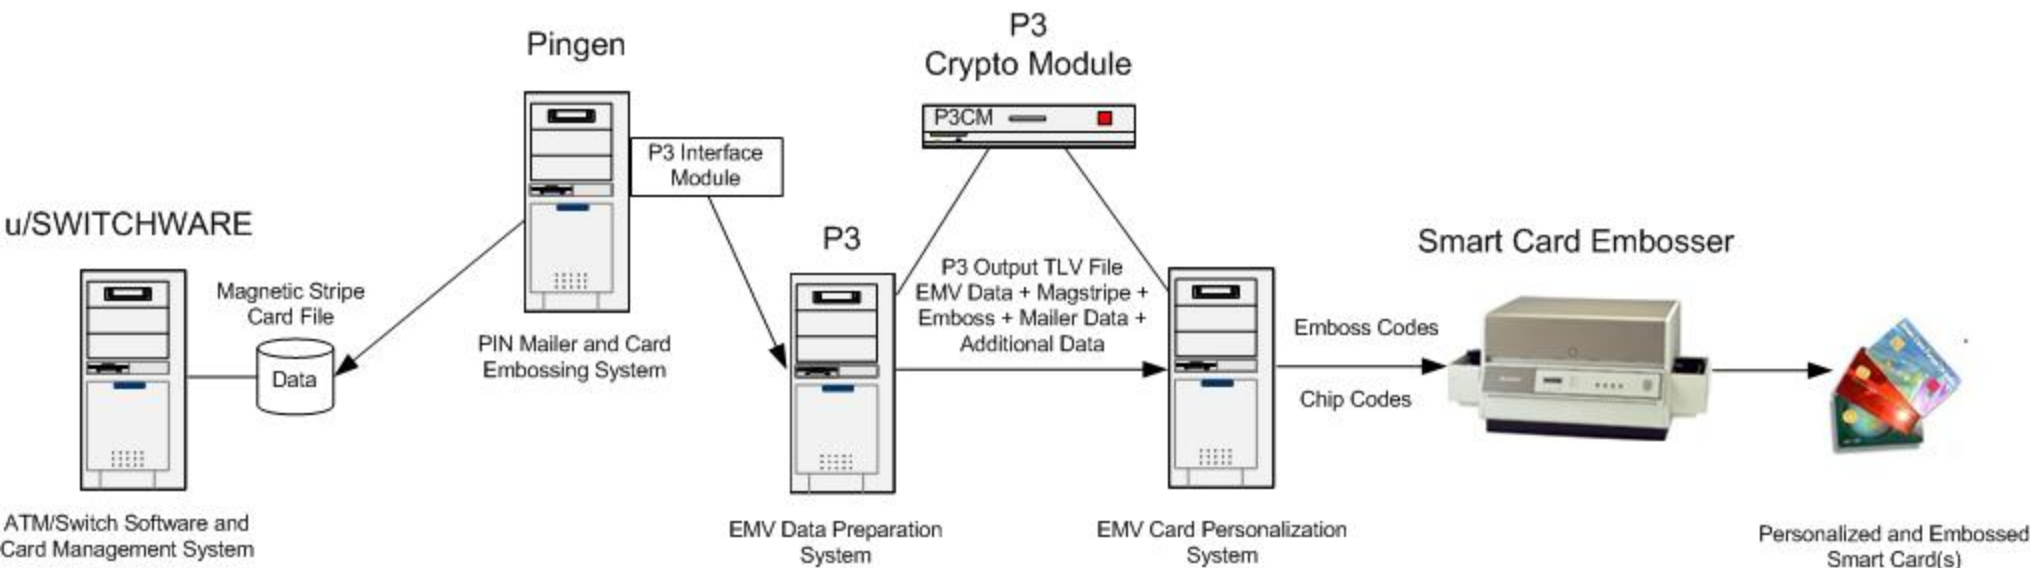 u/SWITCHWARE
Magnetic Stripe
Card File
Data
ATM/Switch Software and
Card Management System
Pingen
P3 Interface
Module
PIN Mailer and Card
Embossing System
P3
EMV Data Preparation
System
P3
Crypto Module
P3CM
P3 Output TLV File
EMV Data + Magstripe +
Emboss + Mailer Data +
Additional Data
EMV Card Personalization
System
Emboss Codes
Chip Codes
Smart Card Embosser
Personalized and Embossed
Smart Card(s)